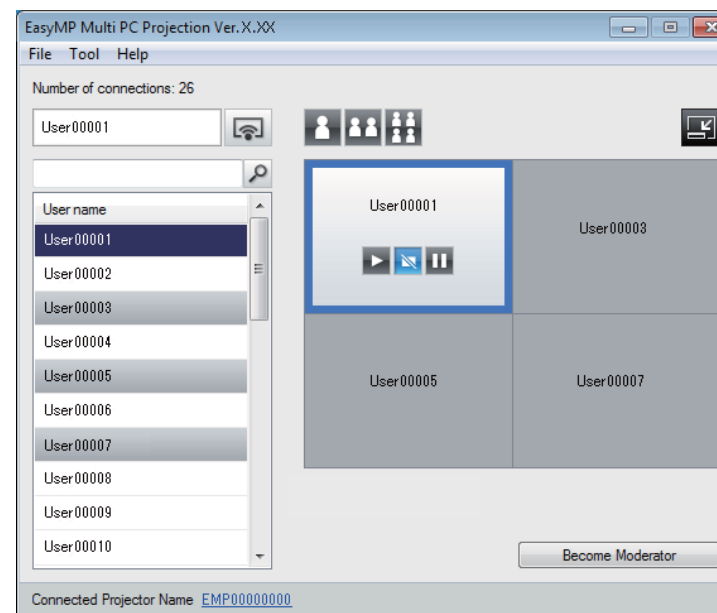 EasyMP Multi PC Projection Ver.X.XX
File Tool Help
Number of connections: 26
User00001
User name
User00001
User00002
User00003
User00004
User00005
User00006
User00007
User00008
User00009
User00010
User00001
User00003
User00005
User00007
Become Moderator
Connected Projector Name EMP00000000